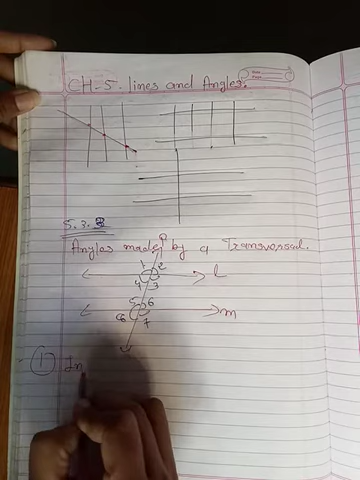 CH-5. Lines and Angles.
5.3.3
Angles made by a Transversal.
P
1 2
4 3
l
5 6
8 7
m
① In